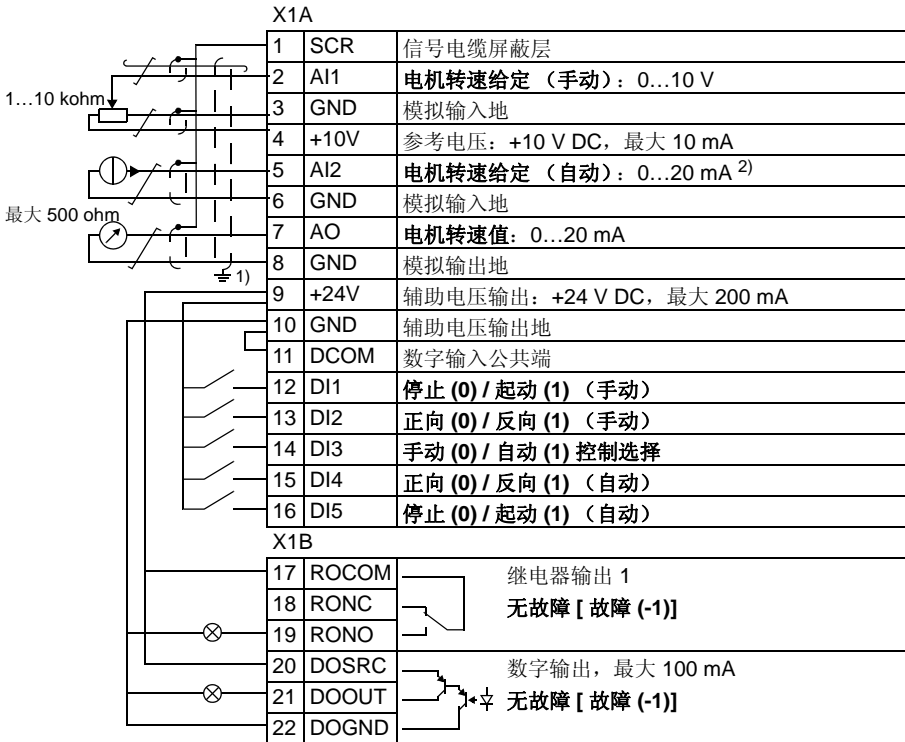 X1A
1 SCR 信号电缆屏蔽层
2 AI1 电机转速给定 （手动）：0…10 V
1…10 kohm
3 GND 模拟输入地
4 +10V 参考电压：+10 V DC，最大 10 mA
5 AI2 电机转速给定 （自动）：0…20 mA 2)
6 GND 模拟输入地
最大 500 ohm
7 AO 电机转速值：0…20 mA
8 GND 模拟输出地
1)
9 +24V 辅助电压输出：+24 V DC，最大 200 mA
10 GND 辅助电压输出地
11 DCOM 数字输入公共端
12 DI1 停止 (0) / 起动 (1) （手动）
13 DI2 正向 (0) / 反向 (1) （手动）
14 DI3 手动 (0) / 自动 (1) 控制选择
15 DI4 正向 (0) / 反向 (1) （自动）
16 DI5 停止 (0) / 起动 (1) （自动）
X1B
17 ROCOM 继电器输出 1
18 RONC 无故障 [ 故障 (-1)]
19 RONO
20 DOSRC 数字输出，最大 100 mA
21 DOOUT 无故障 [ 故障 (-1)]
22 DOGND